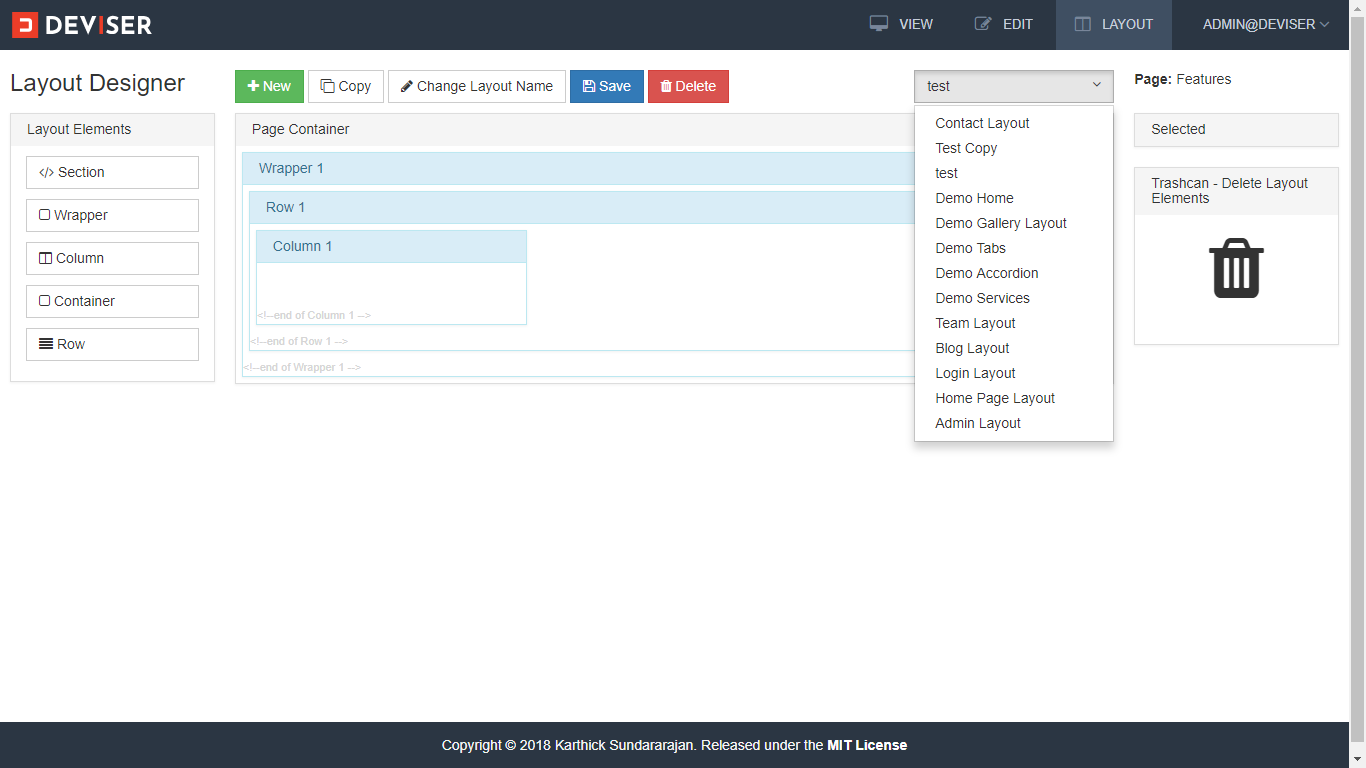 DEVISER
VIEW
EDIT
LAYOUT
ADMIN@DEVISER
Layout Designer
New
Copy
Change Layout Name
Save
Delete
test
Page: Features
Layout Elements
Section
Wrapper
Column
Container
Row
Page Container
Wrapper 1
Row 1
Column 1
<!--end of Column 1 -->
<!--end of Row 1 -->
<!--end of Wrapper 1 -->
Contact Layout
Test Copy
test
Demo Home
Demo Gallery Layout
Demo Tabs
Demo Accordion
Demo Services
Team Layout
Blog Layout
Login Layout
Home Page Layout
Admin Layout
Selected
Trashcan - Delete Layout
Elements
Copyright © 2018 Karthick Sundararajan. Released under the MIT License